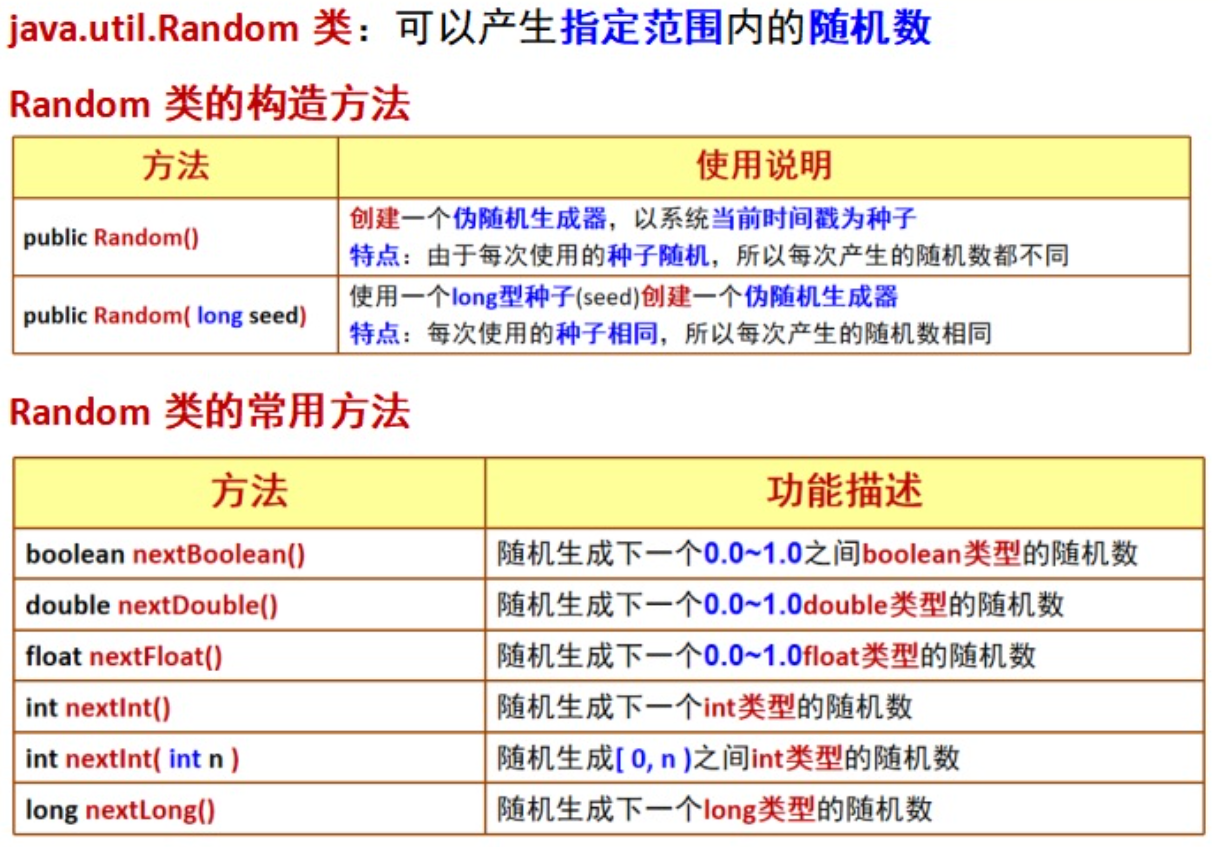 java.util.Random 类：可以产生指定范围内的随机数
Random 类的构造方法
方法 使用说明
public Random() 创建一个伪随机生成器，以系统当前时间戳为种子
特点：由于每次使用的种子随机，所以每次产生的随机数都不同
public Random( long seed) 使用一个long型种子(seed)创建一个伪随机生成器
特点：每次使用的种子相同，所以每次产生的随机数相同
Random 类的常用方法
方法 功能描述
boolean nextBoolean() 随机生成下一个0.0~1.0之间boolean类型的随机数
double nextDouble() 随机生成下一个0.0~1.0double类型的随机数
float nextFloat() 随机生成下一个0.0~1.0float类型的随机数
int nextInt() 随机生成下一个int类型的随机数
int nextInt( int n ) 随机生成[ 0, n )之间int类型的随机数
long nextLong() 随机生成下一个long类型的随机数